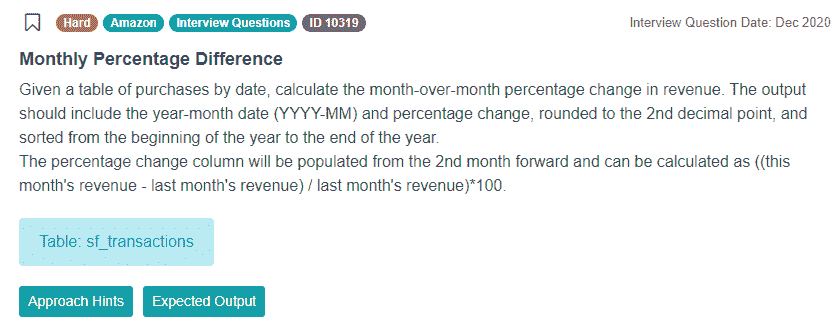 Hard Amazon Interview Questions ID 10319 Interview Question Date: Dec 2020
Monthly Percentage Difference
Given a table of purchases by date, calculate the month-over-month percentage change in revenue. The output
should include the year-month date (YYYY-MM) and percentage change, rounded to the 2nd decimal point, and
sorted from the beginning of the year to the end of the year.
The percentage change column will be populated from the 2nd month forward and can be calculated as ((this
month's revenue - last month's revenue) / last month's revenue)*100.
Table: sf_transactions
Approach Hints Expected Output